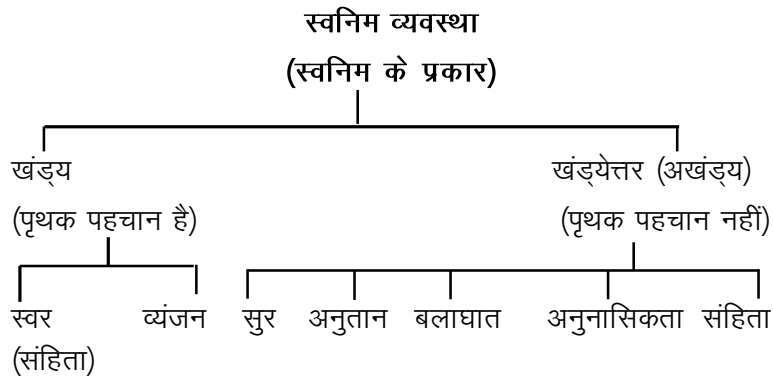 स्वनिम व्यवस्था
(स्वनिम के प्रकार)
खंड्य खंड्येत्तर (अखंड्य)
(पृथक पहचान है) (पृथक पहचान नहीं)
स्वर व्यंजन सुर अनुतान बलाघात अनुनासिकता संहिता
(संहिता)